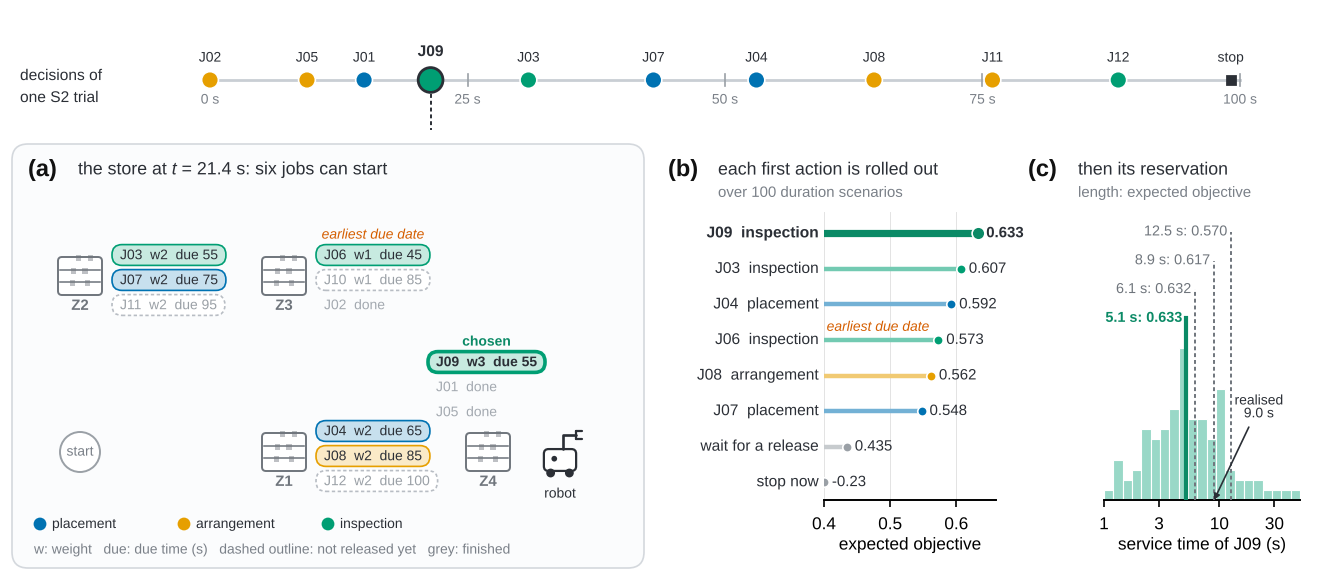 J02 J05 J01 J09 J03 J07 J04 J08 J11 J12 stop
decisions of
one S2 trial
0 s 25 s 50 s 75 s 100 s
(a) the store at t = 21.4 s: six jobs can start
earliest due date
J03 w2 due 55
J07 w2 due 75
J11 w2 due 95
Z2
J06 w1 due 45
J10 w1 due 85
J02 done
Z3
chosen
J09 w3 due 55
J01 done
J05 done
start
J04 w2 due 65
J08 w2 due 85
J12 w2 due 100
Z1
Z4
robot
placement arrangement inspection
w: weight due: due time (s) dashed outline: not released yet grey: finished
(b) each first action is rolled out
over 100 duration scenarios
J09 inspection 0.633
J03 inspection 0.607
J04 placement 0.592
earliest due date
J06 inspection 0.573
J08 arrangement 0.562
J07 placement 0.548
wait for a release 0.435
stop now -0.23
0.4 0.5 0.6
expected objective
(c) then its reservation
length: expected objective
12.5 s: 0.570
8.9 s: 0.617
6.1 s: 0.632
5.1 s: 0.633
realised
9.0 s
1 3 10 30
service time of J09 (s)